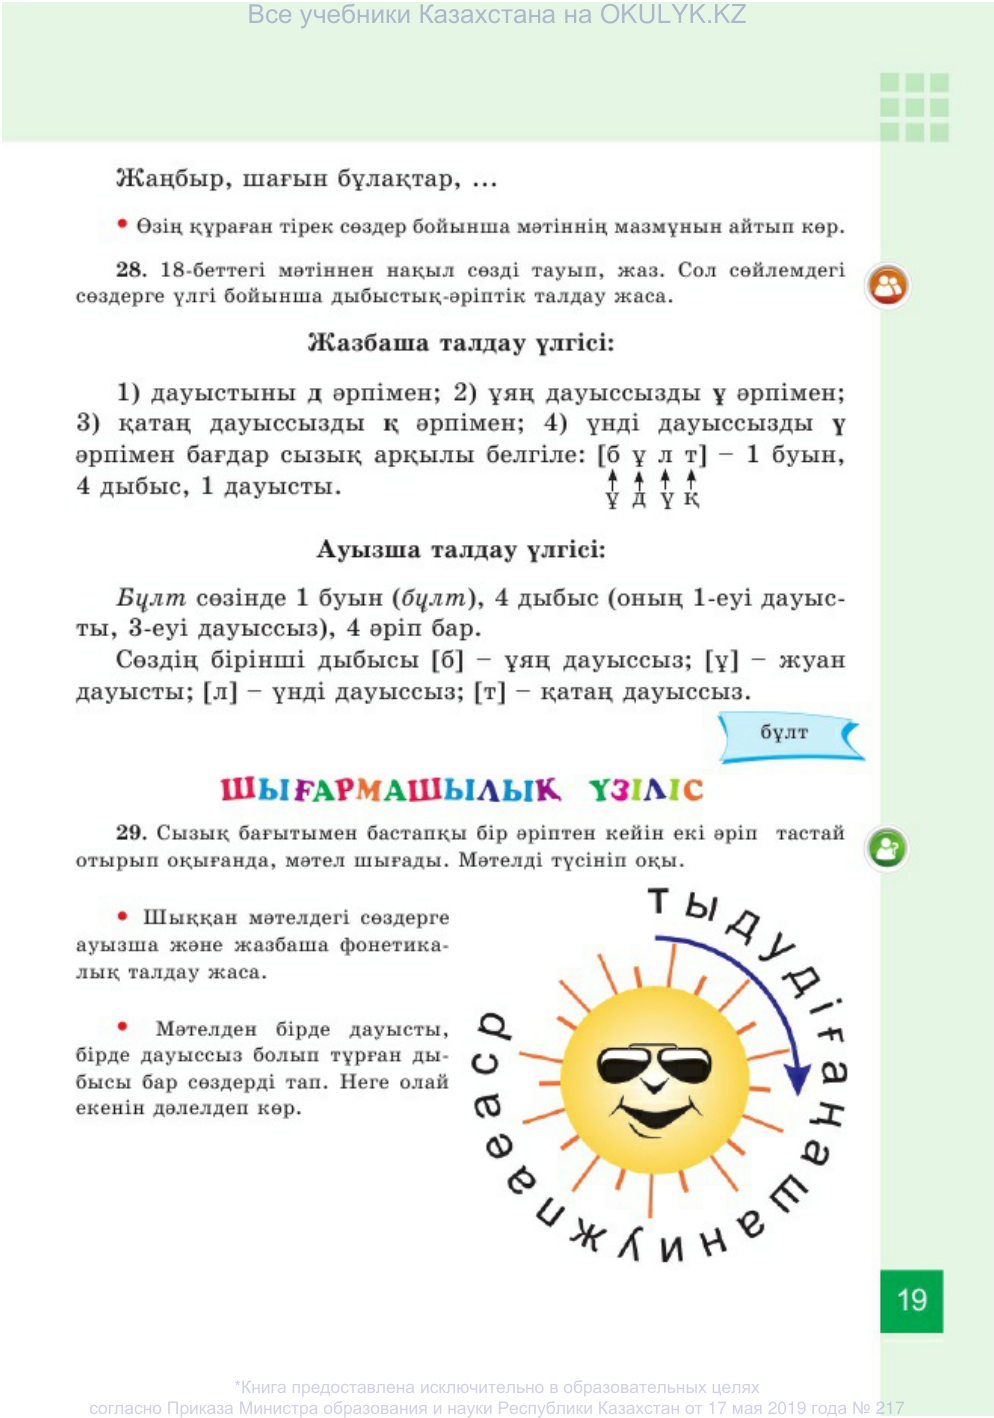 Все учебники Казахстана на OKULYK.KZ
Жаңбыр, шағын бұлақтар, ...
• Өзің құраған тірек сөздер бойынша мәтіннің мазмұнын айтып көр.
28. 18-беттегі мәтіннен нақыл сөзді тауып, жаз. Сол сөйлемдегі
сөздерге үлгі бойынша дыбыстық-әріптік талдау жаса.
Жазбаша талдау үлгісі:
1) дауыстыны д әрпімен; 2) ұяң дауыссызды ұ әрпімен;
3) қатаң дауыссызды қ әрпімен; 4) үнді дауыссызды ү
әрпімен бағдар сызық арқылы белгіле: [б ұ л т] – 1 буын,
4 дыбыс, 1 дауысты.
ұ д ү қ
Ауызша талдау үлгісі:
Бұлт сөзінде 1 буын (бұлт), 4 дыбыс (оның 1-еуі дауыс-
ты, 3-еуі дауыссыз), 4 әріп бар.
Сөздің бірінші дыбысы [б] – ұяң дауыссыз; [ұ] – жуан
дауысты; [л] – үнді дауыссыз; [т] – қатаң дауыссыз.
бұлт
ШЫҒАРМАШЫЛЫҚ ҮЗІЛІС
29. Сызық бағытымен бастапқы бір әріптен кейін екі әріп тастай
отырып оқығанда, мәтел шығады. Мәтелді түсініп оқы.
• Шыққан мәтелдегі сөздерге
ауызша және жазбаша фонетика-
лық талдау жаса.
• Мәтелден бірде дауысты,
бірде дауыссыз болып тұрған ды-
бысы бар сөздерді тап. Неге олай
екенін дәлелдеп көр.
19
*Книга предоставлена исключительно в образовательных целях
согласно Приказа Министра образования и науки Республики Казахстан от 17 мая 2019 года № 217